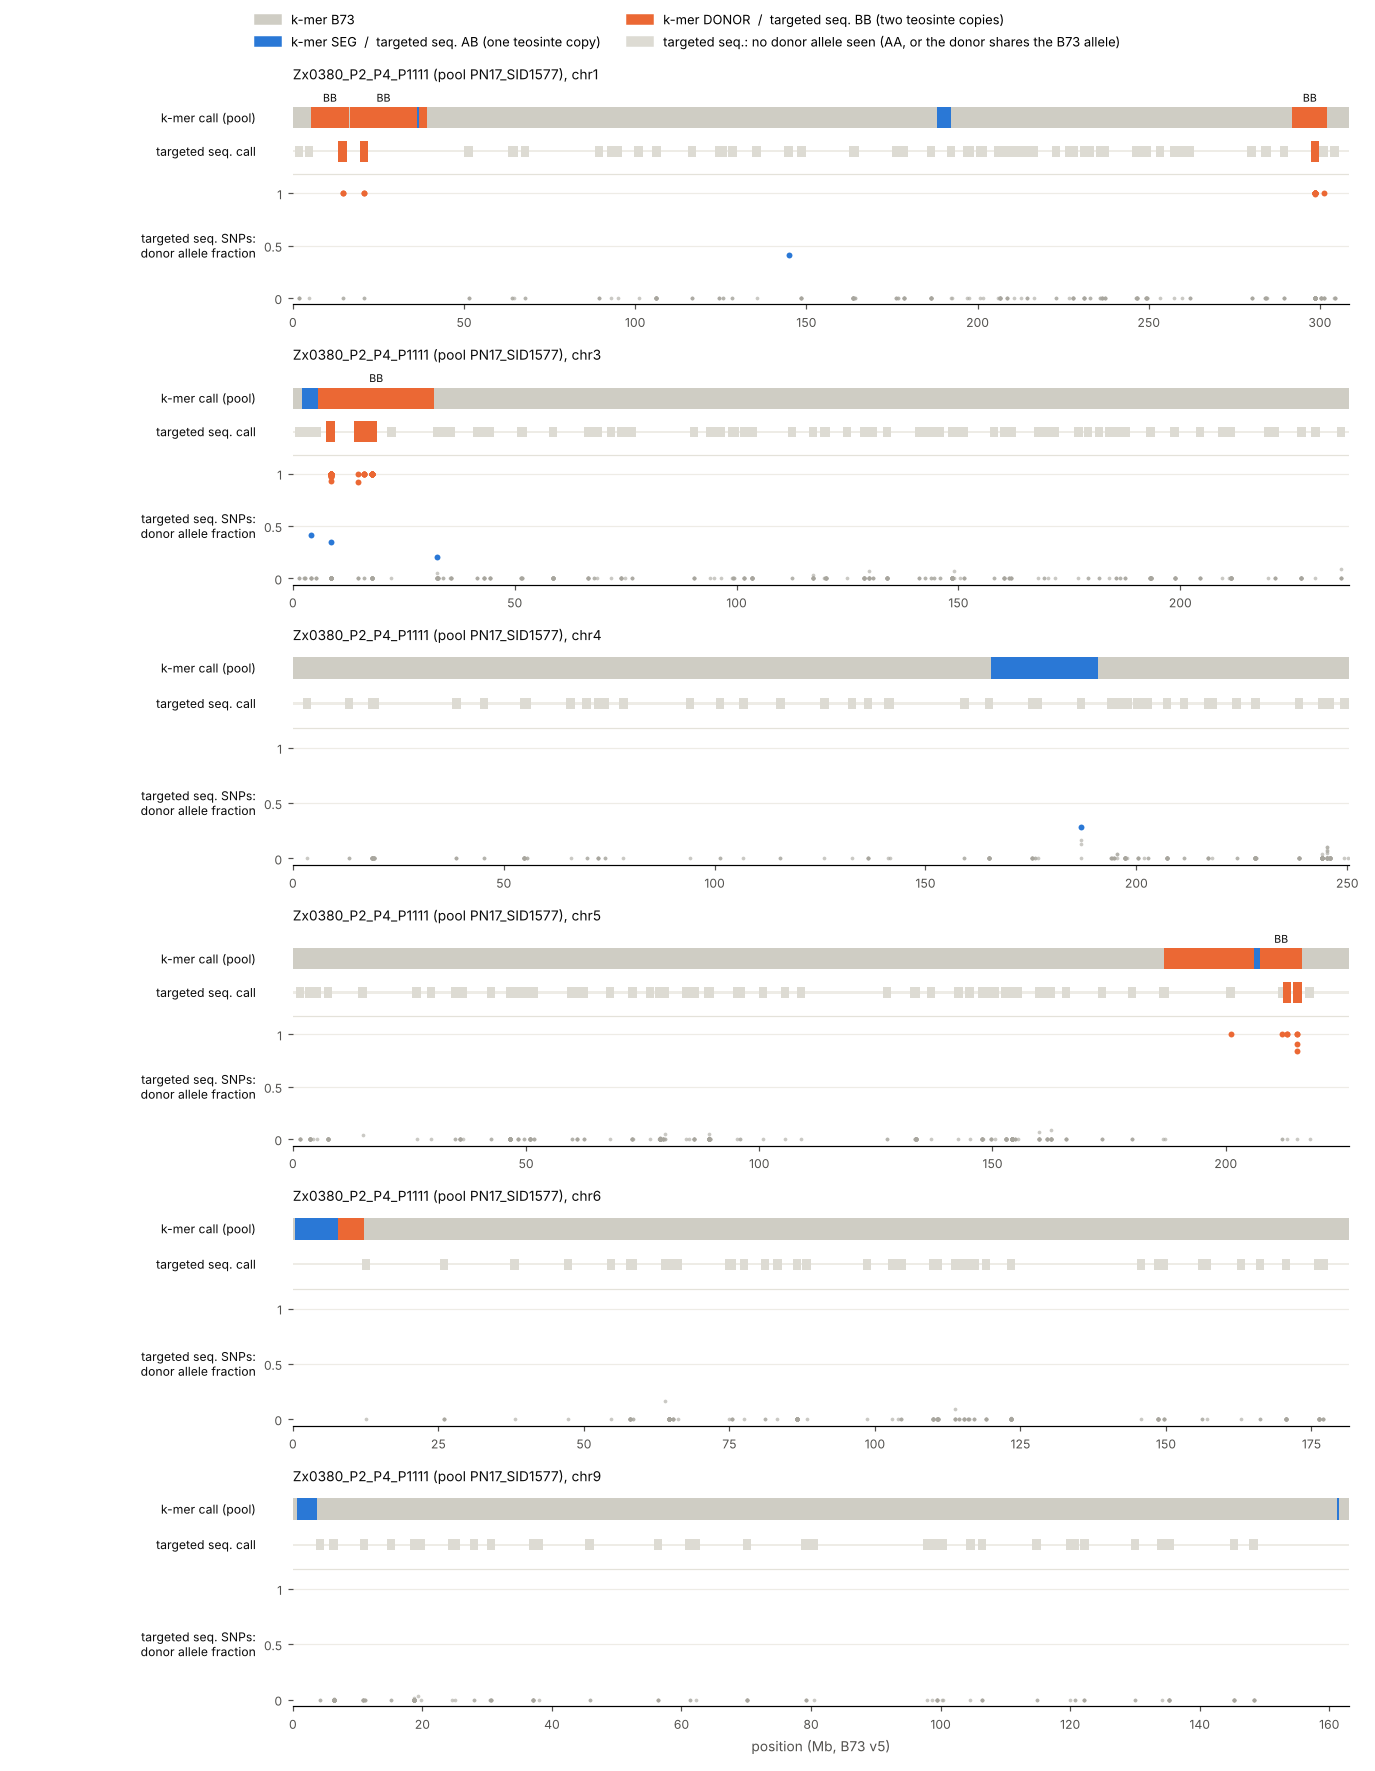 k-mer B73
k-mer DONOR / targeted seq. BB (two teosinte copies)
k-mer SEG / targeted seq. AB (one teosinte copy)
targeted seq.: no donor allele seen (AA, or the donor shares the B73 allele)
Zx0380_P2_P4_P1111 (pool PN17_SID1577), chr1
BB BB BB
k-mer call (pool)
targeted seq. call
1
targeted seq. SNPs:
donor allele fraction
0.5
0
0 50 100 150 200 250 300
Zx0380_P2_P4_P1111 (pool PN17_SID1577), chr3
BB
k-mer call (pool)
targeted seq. call
1
targeted seq. SNPs:
donor allele fraction
0.5
0
0 50 100 150 200
Zx0380_P2_P4_P1111 (pool PN17_SID1577), chr4
k-mer call (pool)
targeted seq. call
1
targeted seq. SNPs:
donor allele fraction
0.5
0
0 50 100 150 200 250
Zx0380_P2_P4_P1111 (pool PN17_SID1577), chr5
BB
k-mer call (pool)
targeted seq. call
1
targeted seq. SNPs:
donor allele fraction
0.5
0
0 50 100 150 200
Zx0380_P2_P4_P1111 (pool PN17_SID1577), chr6
k-mer call (pool)
targeted seq. call
1
targeted seq. SNPs:
donor allele fraction
0.5
0
0 25 50 75 100 125 150 175
Zx0380_P2_P4_P1111 (pool PN17_SID1577), chr9
k-mer call (pool)
targeted seq. call
1
targeted seq. SNPs:
donor allele fraction
0.5
0
0 20 40 60 80 100 120 140 160
position (Mb, B73 v5)